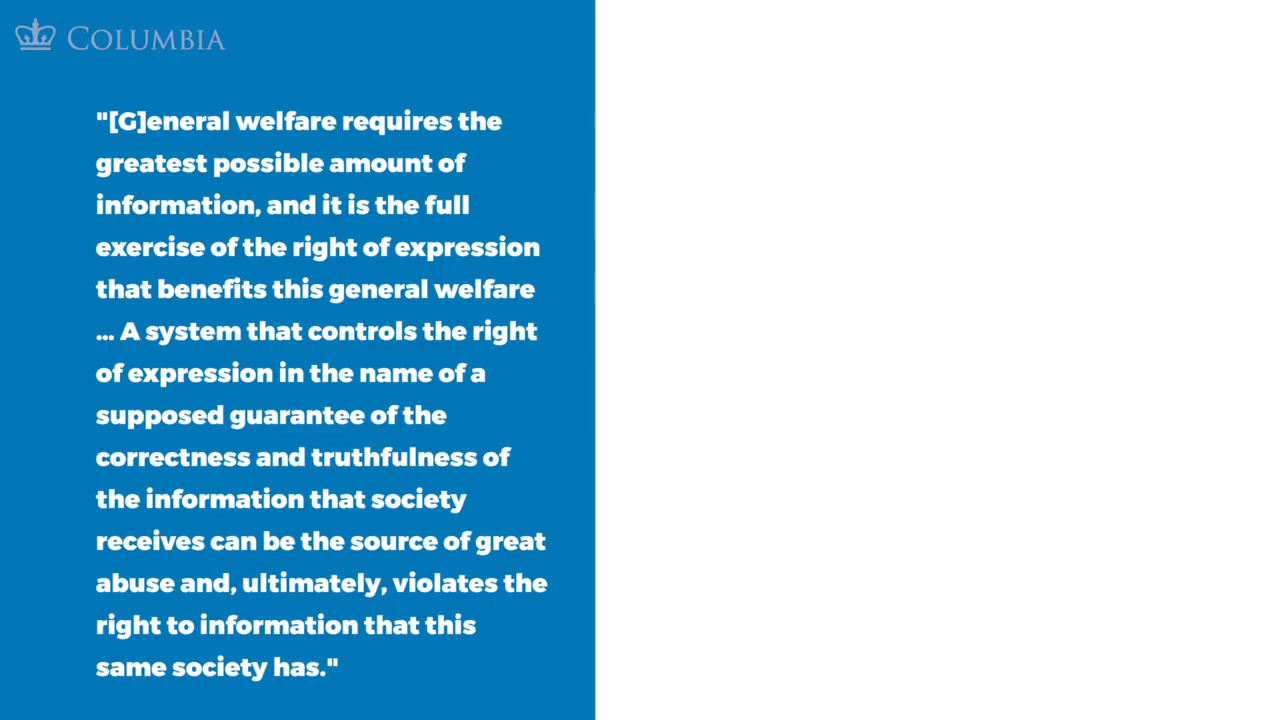 COLUMBIA
"[G]eneral welfare requires the
greatest possible amount of
information, and it is the full
exercise of the right of expression
that benefits this general welfare
... A system that controls the right
of expression in the name of a
supposed guarantee of the
correctness and truthfulness of
the information that society
receives can be the source of great
abuse and, ultimately, violates the
right to information that this
same society has."